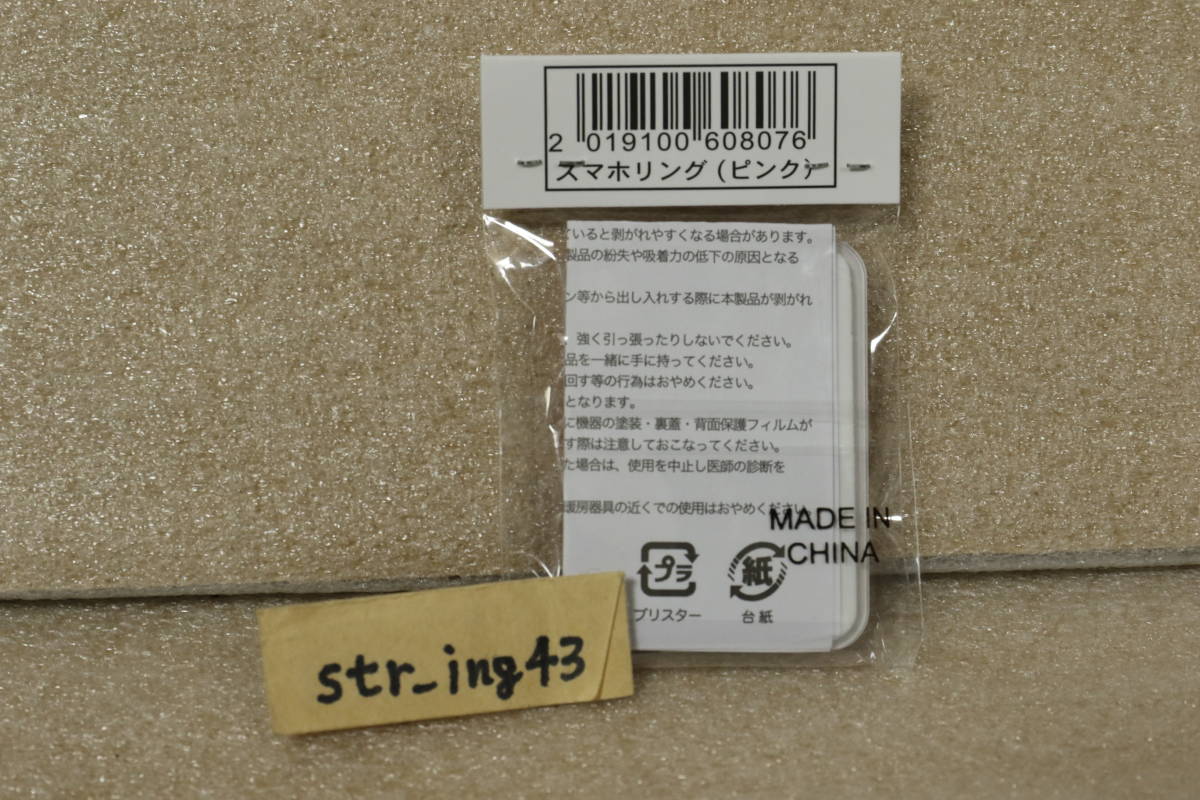 2 019100 608076
スマホリング (ピンク)
ていると剥がれやすくなる場合があります。
製品の紛失や吸着力の低下の原因となる
ン等から出し入れする際に本製品が剥がれ
、強く引っ張ったりしないでください。
品を一緒に手に持ってください。
回す等の行為はおやめください。
となります。
に機器の塗装・裏蓋・背面保護フィルムが
す際は注意しておこなってください。
た場合は、使用を中止し医師の診断を
暖房器具の近くでの使用はおやめください。
MADE IN
CHINA
プラ 紙
ブリスター 台紙
str_ing43